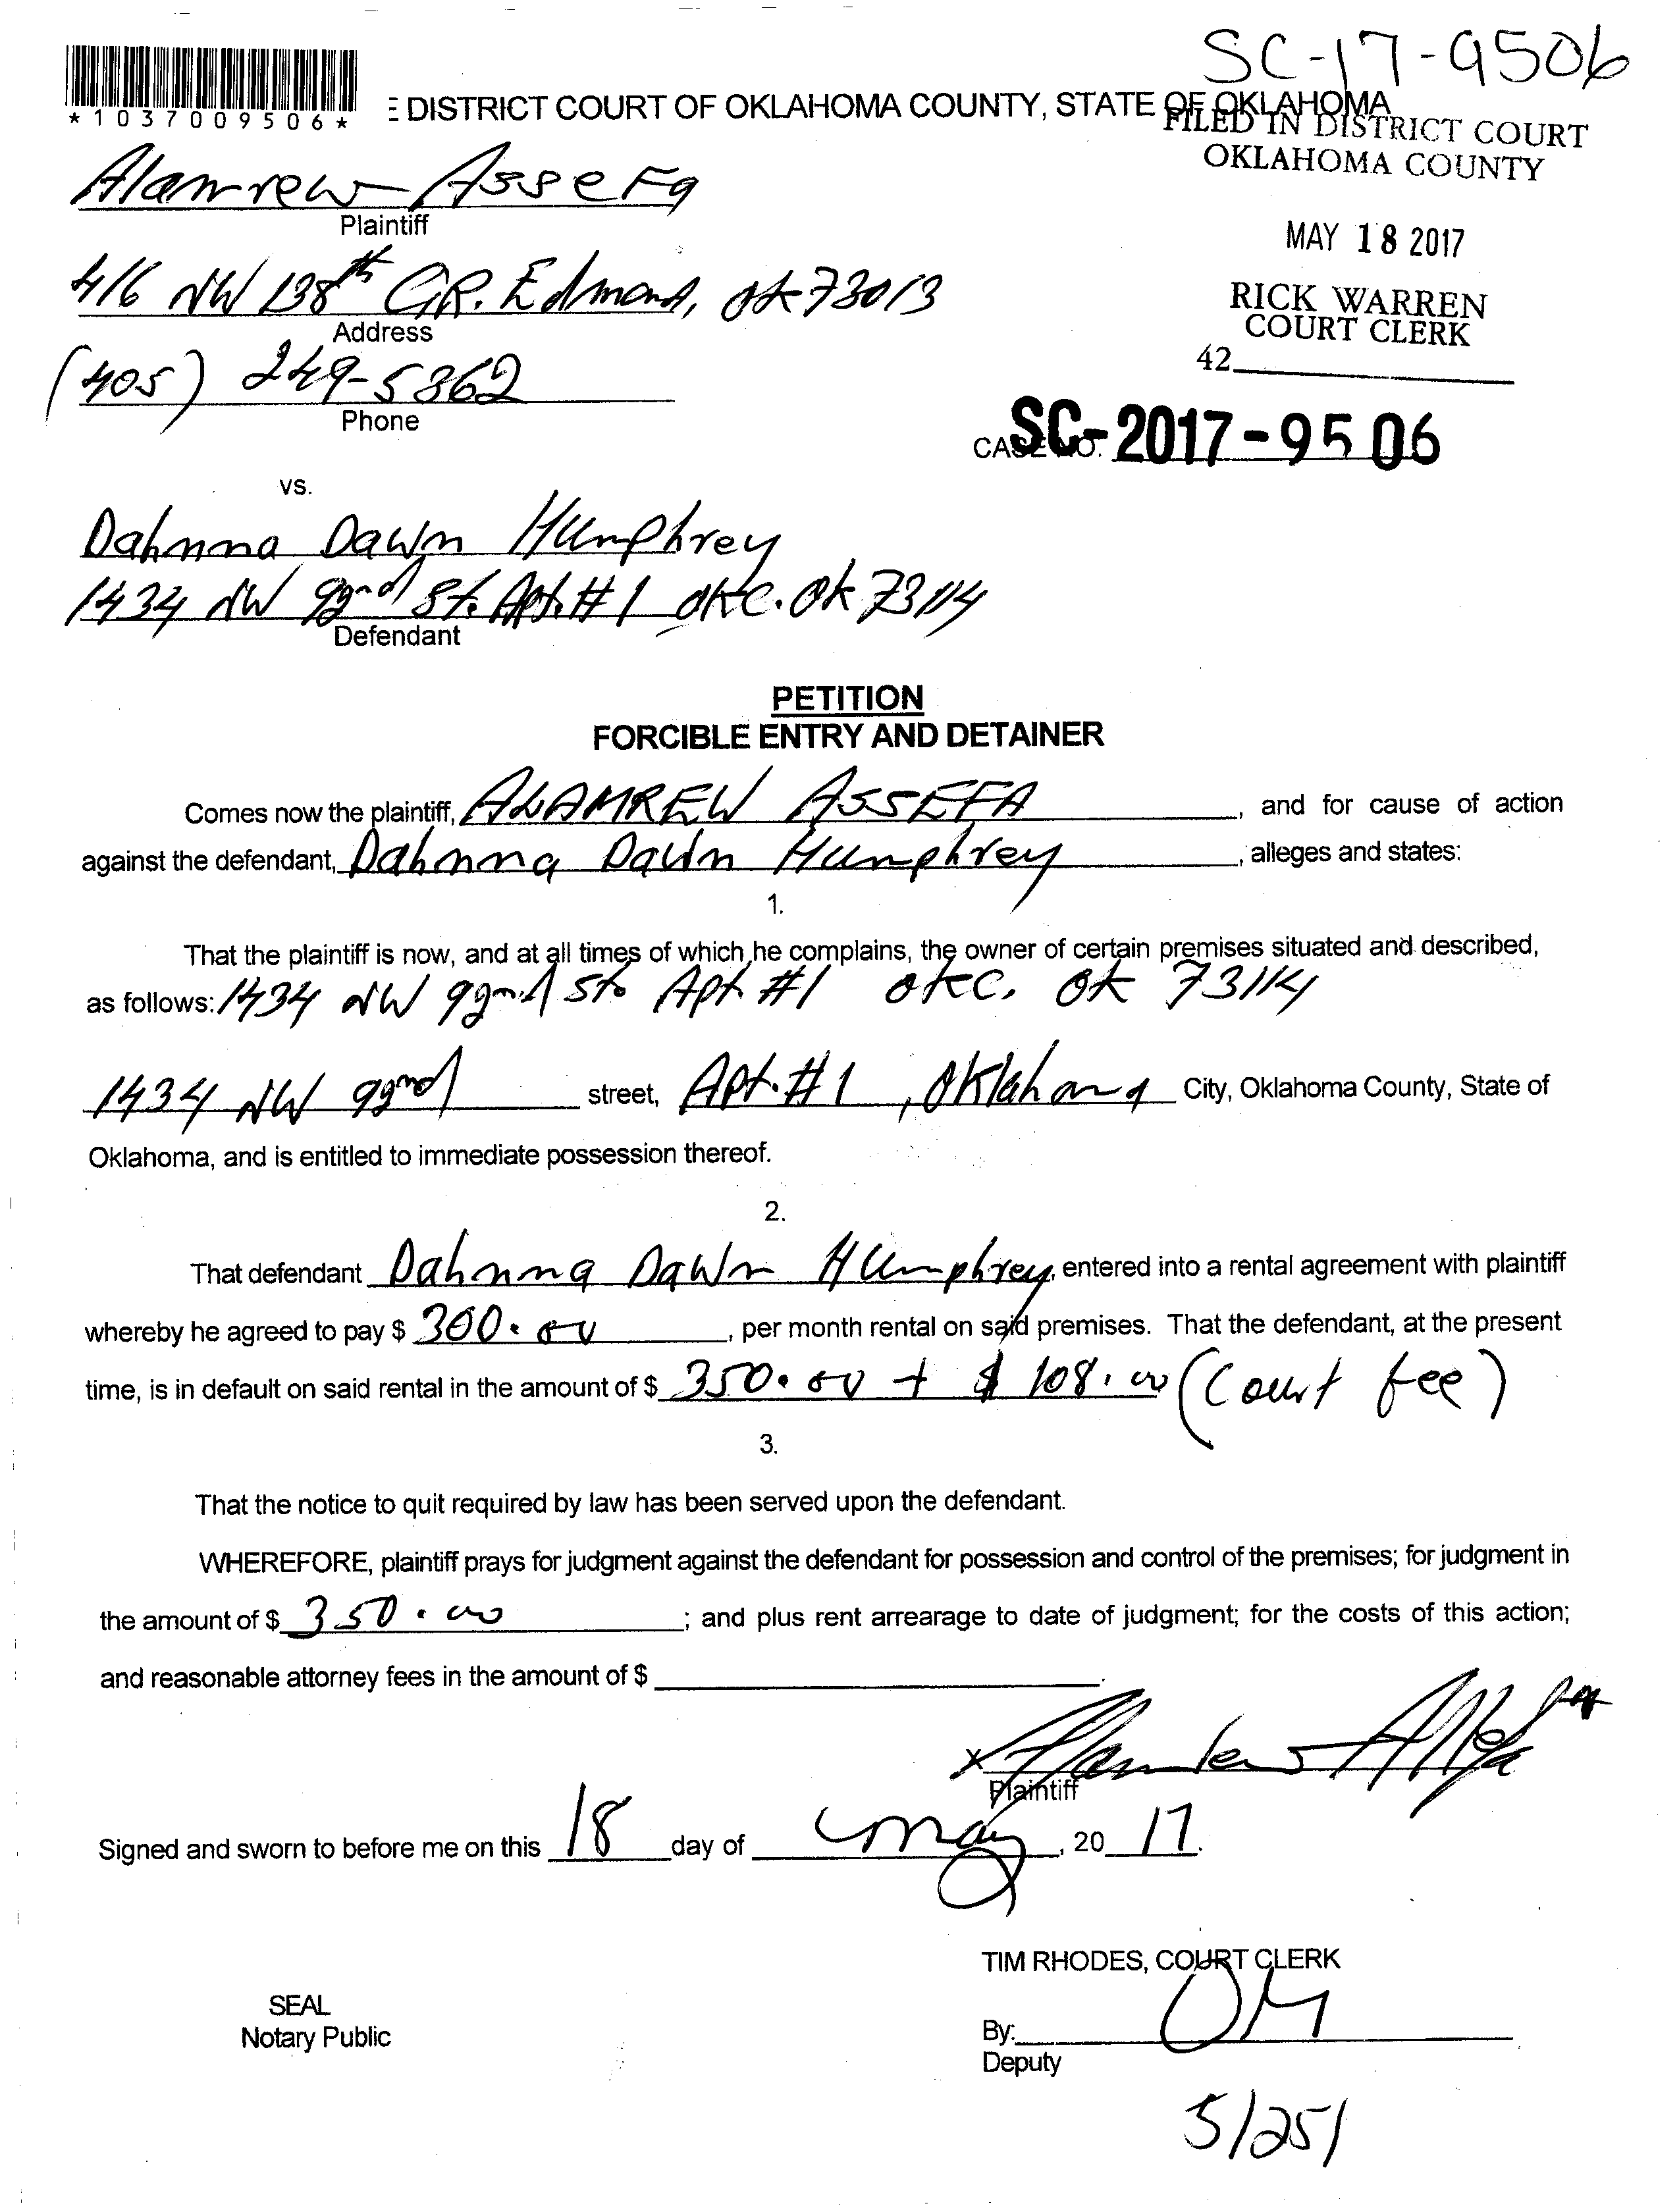 SC-17-9506
*1037009506*
E DISTRICT COURT OF OKLAHOMA COUNTY, STATE OF OKLAHOMA
FILED IN DISTRICT COURT
OKLAHOMA COUNTY
Alamrew Assefa
Plaintiff
MAY 18 2017
416 NW 138th CR. Edmond, OK 73013
Address
RICK WARREN
COURT CLERK
42
(405) 249-5862
Phone
CASE NO. SC-2017-9506
vs.
Dahnna Dawn Humphrey
1434 NW 92nd St. Apt. #1 okc. Ok 73114
Defendant
PETITION
FORCIBLE ENTRY AND DETAINER
Comes now the plaintiff, ALAMREW ASSEFA, and for cause of action
against the defendant, Dahnna Dawn Humphrey, alleges and states:
1.
That the plaintiff is now, and at all times of which he complains, the owner of certain premises situated and described,
as follows: 1434 NW 92nd St. Apt. #1 okc. Ok 73114
1434 NW 92nd street, Apt. #1, Oklahoma City, Oklahoma County, State of
Oklahoma, and is entitled to immediate possession thereof.
2.
That defendant Dahnna Dawn Humphrey, entered into a rental agreement with plaintiff
whereby he agreed to pay $ 300.00, per month rental on said premises. That the defendant, at the present
time, is in default on said rental in the amount of $ 350.00 + $ 108.00 (Court fee)
3.
That the notice to quit required by law has been served upon the defendant.
WHEREFORE, plaintiff prays for judgment against the defendant for possession and control of the premises; for judgment in
the amount of $ 350.00; and plus rent arrearage to date of judgment; for the costs of this action;
and reasonable attorney fees in the amount of $ .
X
Plaintiff
Signed and sworn to before me on this 18 day of may, 20 17.
TIM RHODES, COURT CLERK
SEAL
Notary Public
By: OM
Deputy
5/251